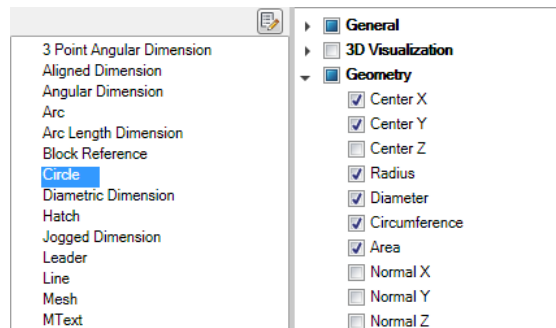 3 Point Angular Dimension
Aligned Dimension
Angular Dimension
Arc
Arc Length Dimension
Block Reference
Circle
Diametric Dimension
Hatch
Jogged Dimension
Leader
Line
Mesh
MText
General
3D Visualization
Geometry
Center X
Center Y
Center Z
Radius
Diameter
Circumference
Area
Normal X
Normal Y
Normal Z